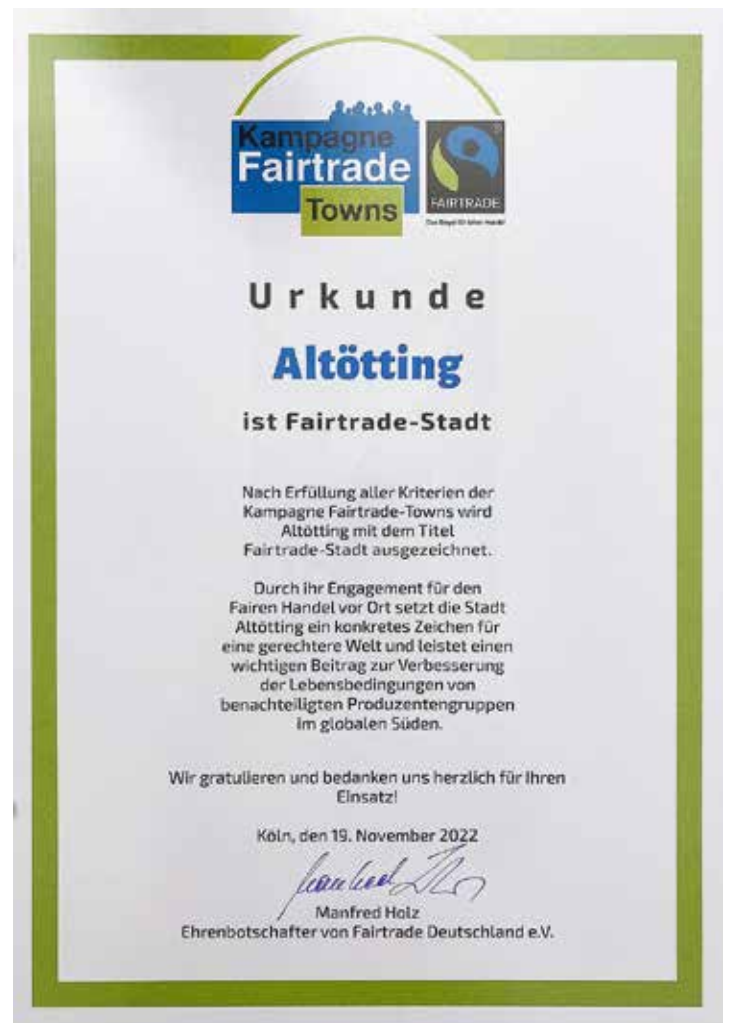 Kampagne
Fairtrade
Towns
FAIRTRADE
Urkunde
Altötting
ist Fairtrade-Stadt
Nach Erfüllung aller Kriterien der
Kampagne Fairtrade-Towns wird
Altötting mit dem Titel
Fairtrade-Stadt ausgezeichnet.
Durch ihr Engagement für den
Fairen Handel vor Ort setzt die Stadt
Altötting ein konkretes Zeichen für
eine gerechtere Welt und leistet einen
wichtigen Beitrag zur Verbesserung
der Lebensbedingungen von
benachteiligten Produzentengruppen
im globalen Süden.
Wir gratulieren und bedanken uns herzlich für Ihren
Einsatz!
Köln, den 19. November 2022
Manfred Holz
Ehrenbotschafter von Fairtrade Deutschland e.V.